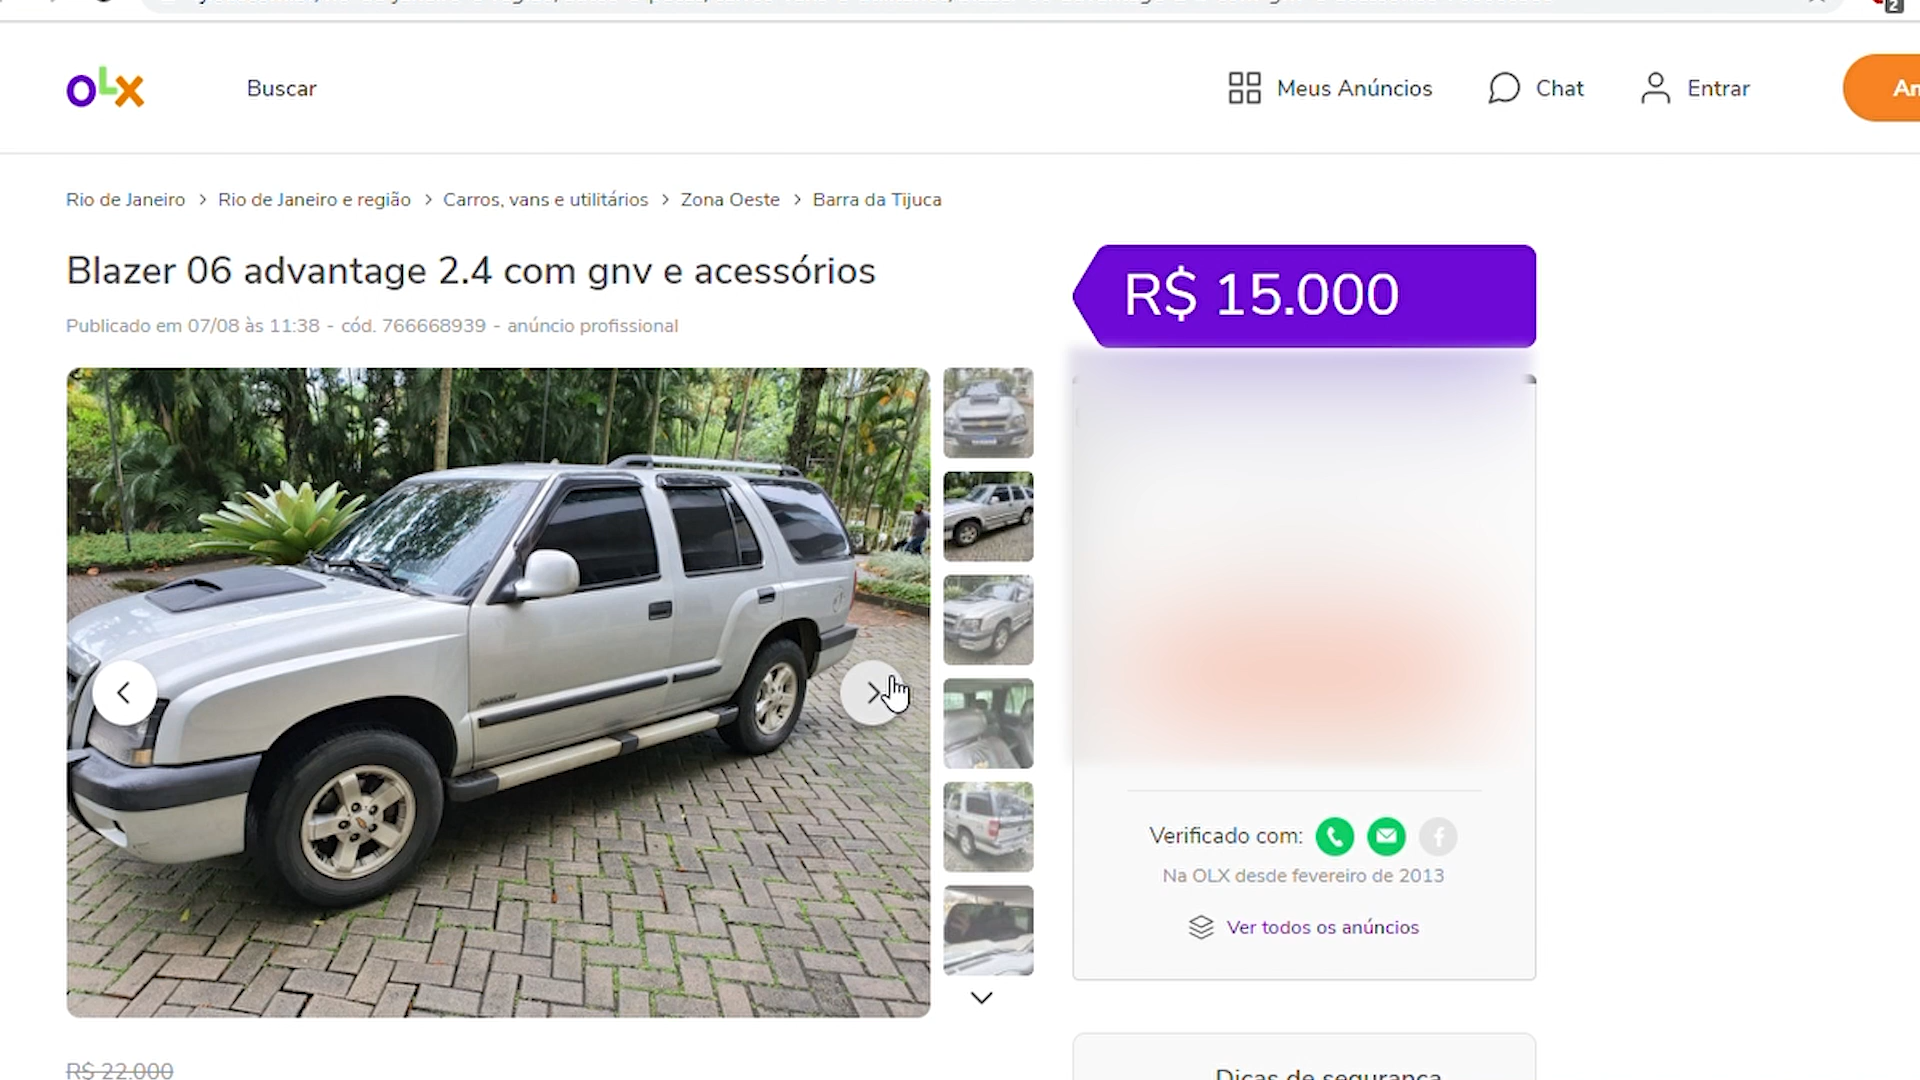 2
OLX
Buscar
Meus Anúncios
Chat
Entrar
An
Rio de Janeiro > Rio de Janeiro e região > Carros, vans e utilitários > Zona Oeste > Barra da Tijuca
Blazer 06 advantage 2.4 com gnv e acessórios
Publicado em 07/08 às 11:38 - cód. 766668939 - anúncio profissional
R$ 15.000
Verificado com:
Na OLX desde fevereiro de 2013
Ver todos os anúncios
R$ 22.000
Dicas de segurança